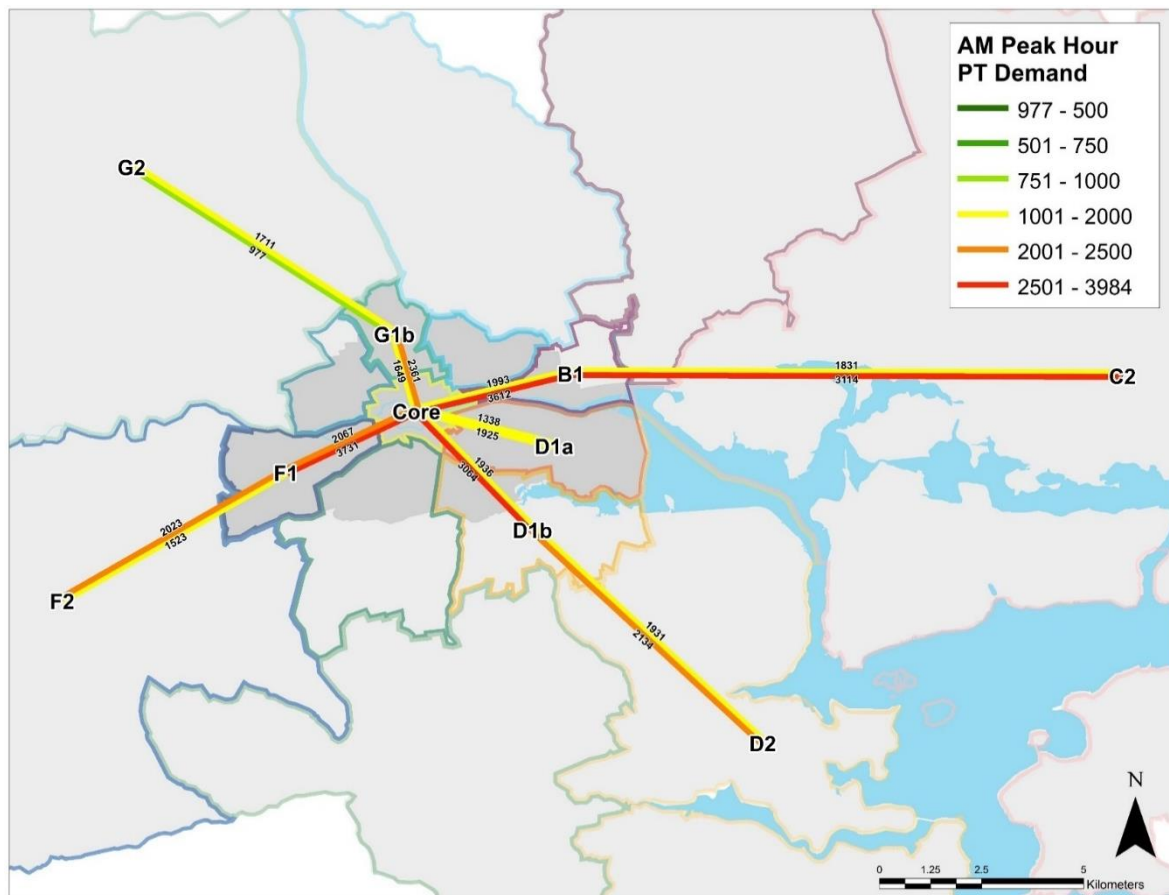 AM Peak Hour
PT Demand
977 - 500
501 - 750
751 - 1000
1001 - 2000
2001 - 2500
2501 - 3984
G2
1711
977
G1b
1649
2361
B1
1993
3612
1831
3114
C2
Core
1338
1925
D1a
2067
3731
F1
1936
3064
D1b
2023
1523
F2
1931
2134
D2
N
0 1.25 2.5 5
Kilometers